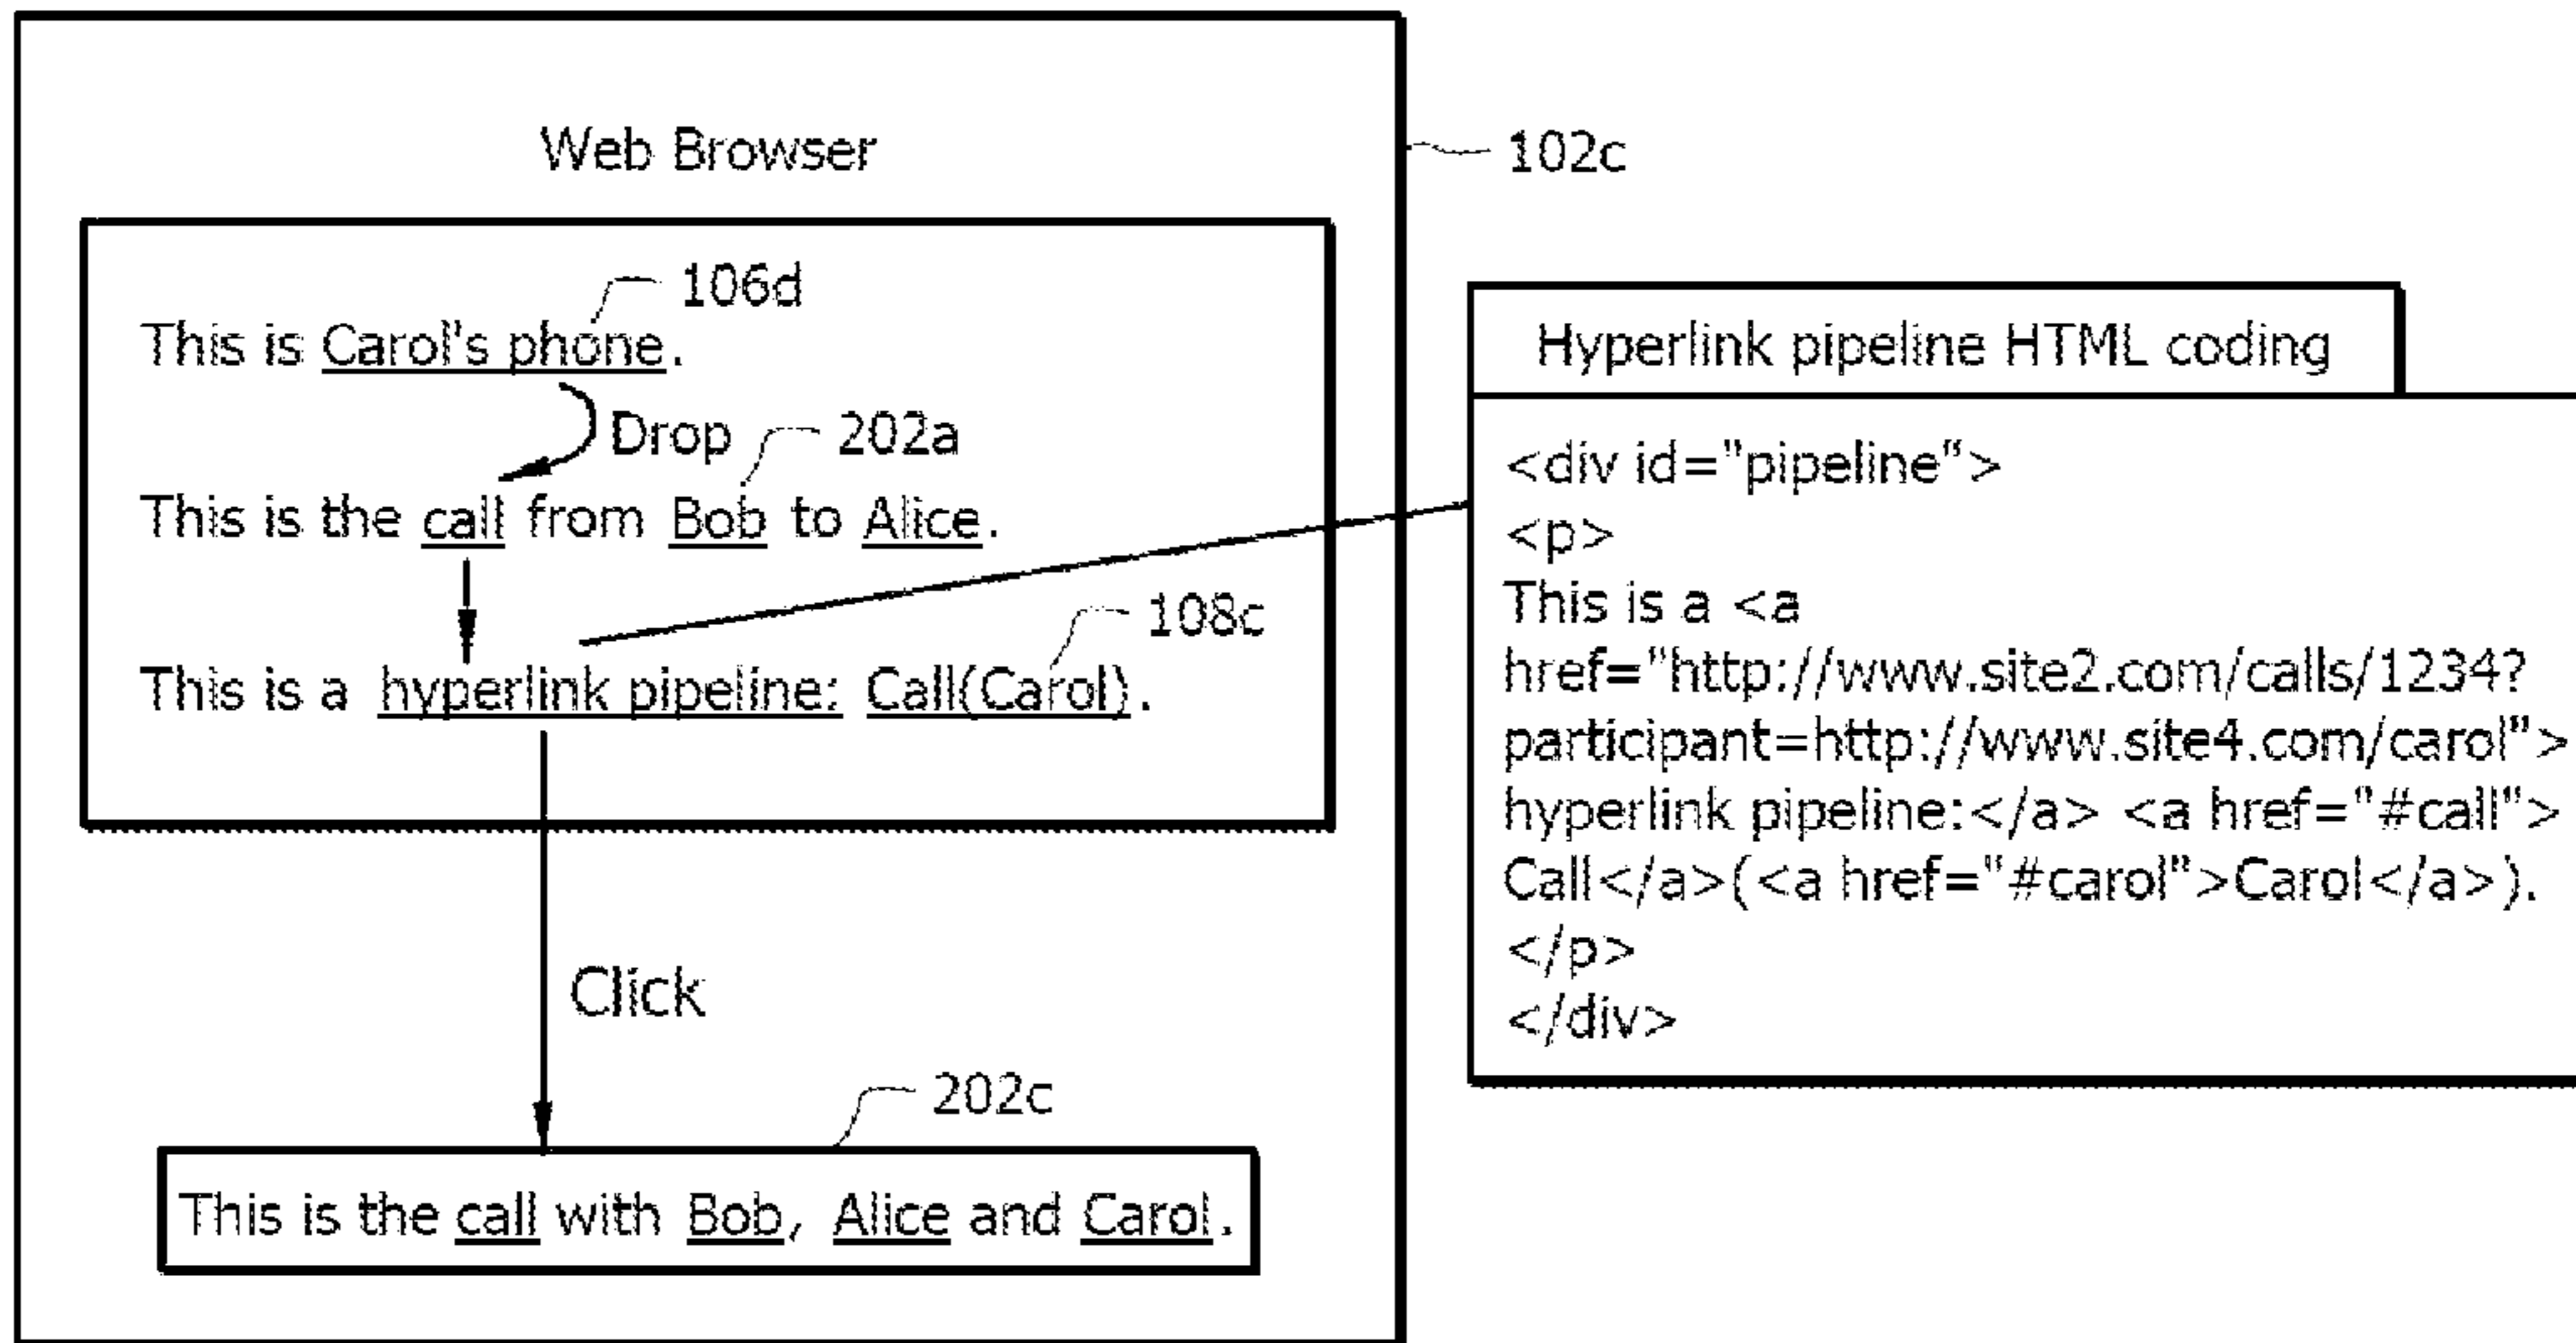 Web Browser
102c
106d
This is Carol's phone.
Drop
202a
This is the call from Bob to Alice.
108c
This is a hyperlink pipeline: Call(Carol).
Click
202c
This is the call with Bob, Alice and Carol.
Hyperlink pipeline HTML coding
<div id="pipeline">
<p>
This is a <a
href="http://www.site2.com/calls/1234?
participant=http://www.site4.com/carol">
hyperlink pipeline:</a> <a href="#call">
Call</a>(<a href="#carol">Carol</a>).
</p>
</div>